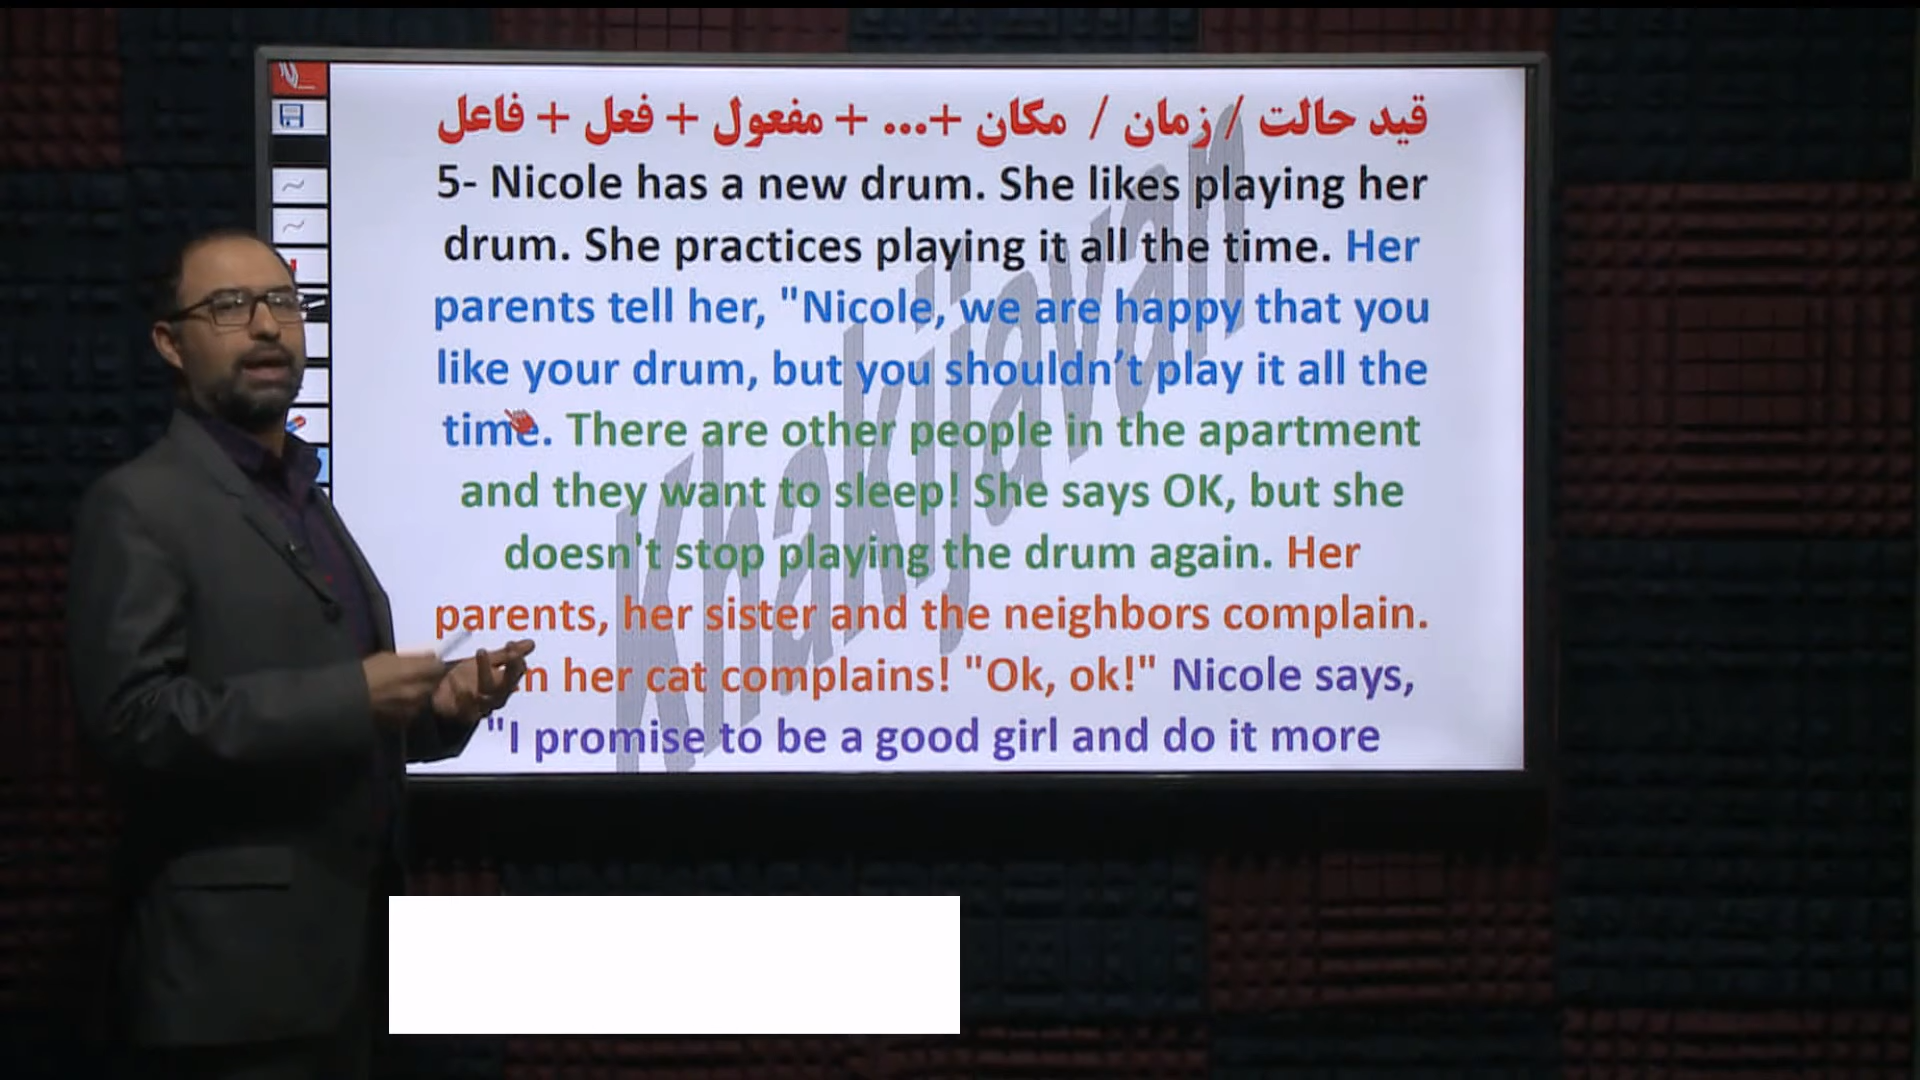 قید حالت / زمان / مکان +... + مفعول + فعل + فاعل
5- Nicole has a new drum. She likes playing her
drum. She practices playing it all the time. Her
parents tell her, "Nicole, we are happy that you
like your drum, but you shouldn’t play it all the
time. There are other people in the apartment
and they want to sleep! She says OK, but she
doesn't stop playing the drum again. Her
parents, her sister and the neighbors complain.
her cat complains! "Ok, ok!" Nicole says,
"I promise to be a good girl and do it more
Khakijavan